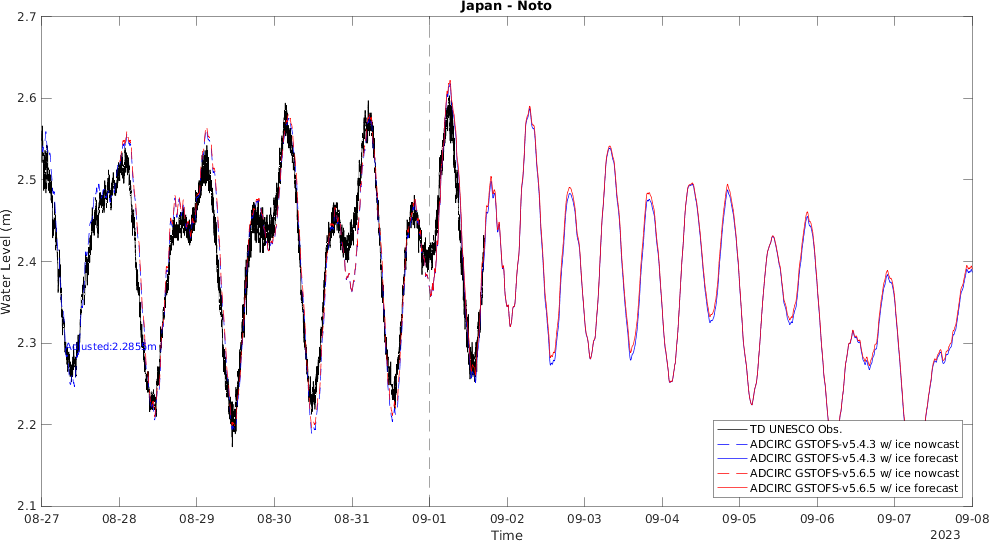 Japan - Noto
2.7
2.6
2.5
2.4
2.3
2.2
2.1
Water Level (m)
TD UNESCO Obs.
ADCIRC GSTOFS-v5.4.3 w/ ice nowcast
ADCIRC GSTOFS-v5.4.3 w/ ice forecast
ADCIRC GSTOFS-v5.6.5 w/ ice nowcast
ADCIRC GSTOFS-v5.6.5 w/ ice forecast
08-27 08-28 08-29 08-30 08-31 09-01 09-02 09-03 09-04 09-05 09-06 09-07 09-08
Time
2023